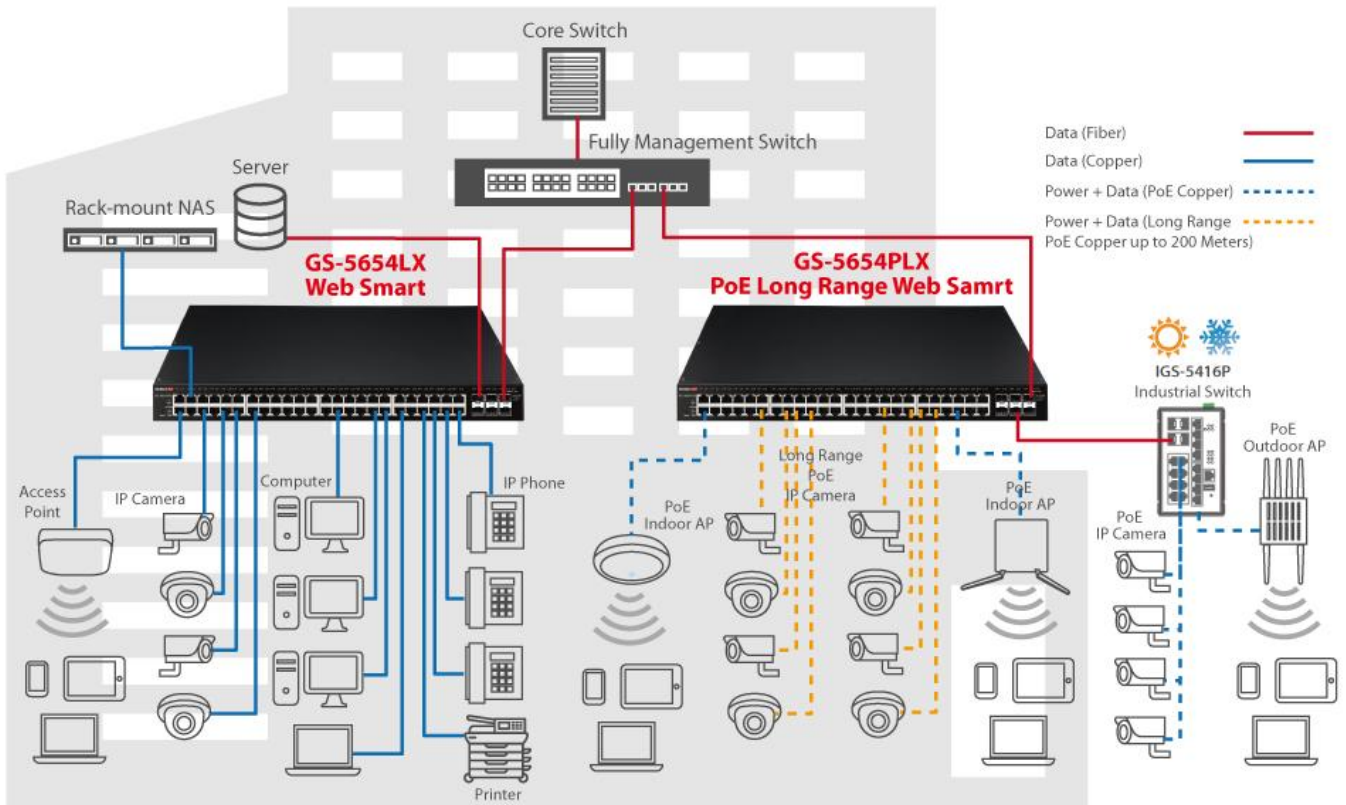 Core Switch
Fully Management Switch
Server
Rack-mount NAS
Data (Fiber)
Data (Copper)
Power + Data (PoE Copper)
Power + Data (Long Range
PoE Copper up to 200 Meters)
GS-5654LX
Web Smart
GS-5654PLX
PoE Long Range Web Samrt
IGS-5416P
Industrial Switch
PoE
Outdoor AP
Access
Point
IP Camera
Computer
IP Phone
PoE
Indoor AP
Long Range
PoE
IP Camera
PoE
Indoor AP
PoE
IP Camera
Printer